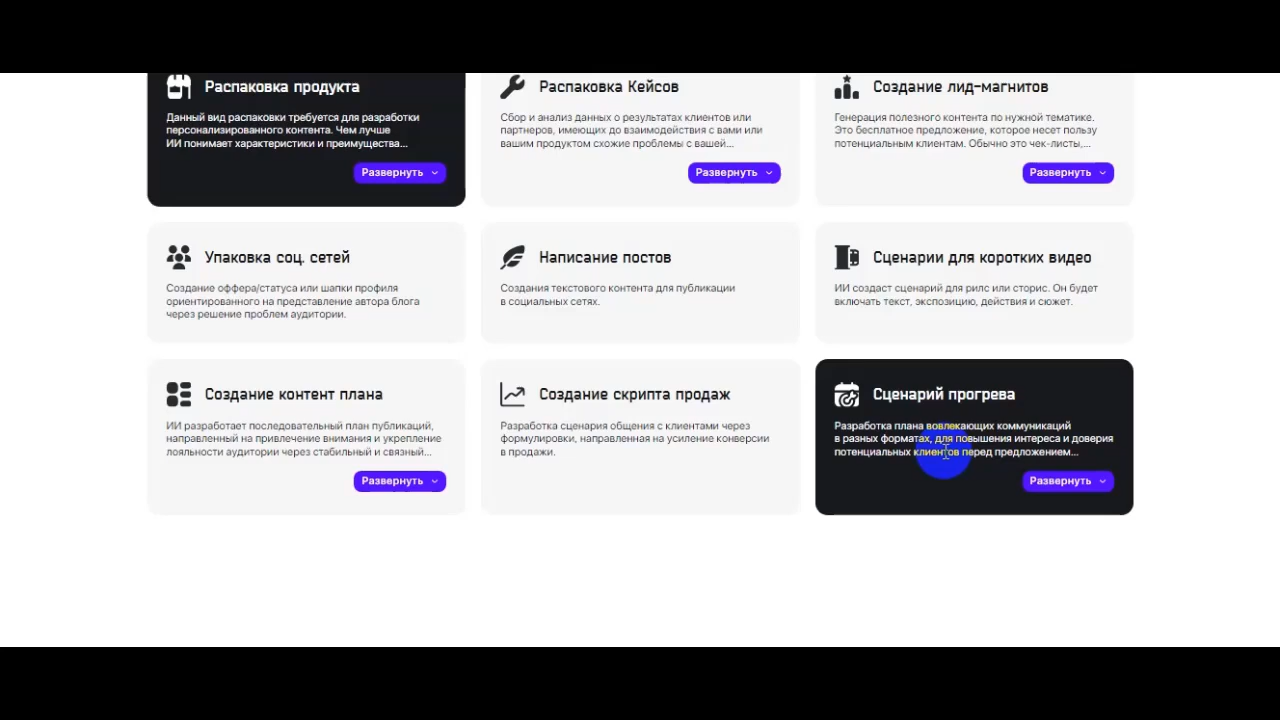 Распаковка продукта
Данный вид распаковки требуется для разработки
персонализированного контента. Чем лучше
ИИ понимает характеристики и преимущества...
Развернуть
Распаковка Кейсов
Сбор и анализ данных о результатах клиентов или
партнеров, имеющих до взаимодействия с вами или
вашим продуктом схожие проблемы с вашей...
Развернуть
Создание лид-магнитов
Генерация полезного контента по нужной тематике.
Это бесплатное предложение, которое несет пользу
потенциальным клиентам. Обычно это чек-листы,...
Развернуть
Упаковка соц. сетей
Создание оффера/статуса или шапки профиля
ориентированного на представление автора блога
через решение проблем аудитории.
Написание постов
Создания текстового контента для публикации
в социальных сетях.
Сценарии для коротких видео
ИИ создаст сценарий для рилс или сторис. Он будет
включать текст, экспозицию, действия и сюжет.
Создание контент плана
ИИ разработает последовательный план публикаций,
направленный на привлечение внимания и укрепление
лояльности аудитории через стабильный и связный...
Развернуть
Создание скрипта продаж
Разработка сценария общения с клиентами через
формулировки, направленная на усиление конверсии
в продажи.
Сценарий прогрева
Разработка плана вовлекающих коммуникаций
в разных форматах, для повышения интереса и доверия
потенциальных клиентов перед предложением...
Развернуть